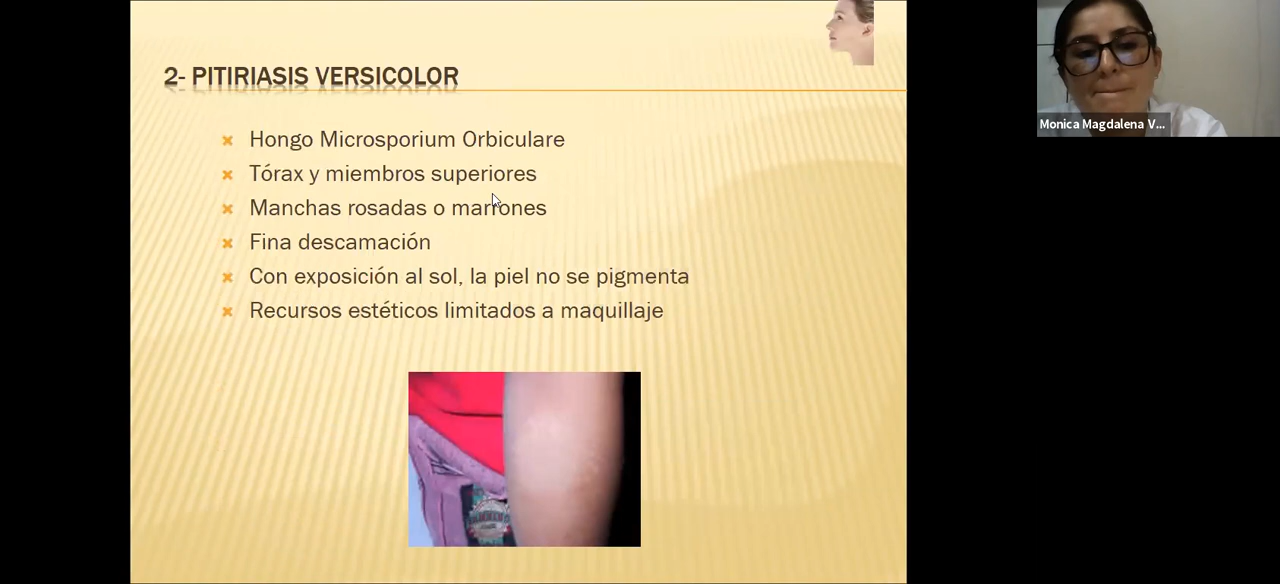 2- PITIRIASIS VERSICOLOR
Hongo Microsporium Orbiculare
Tórax y miembros superiores
Manchas rosadas o marrones
Fina descamación
Con exposición al sol, la piel no se pigmenta
Recursos estéticos limitados a maquillaje
Monica Magdalena V...